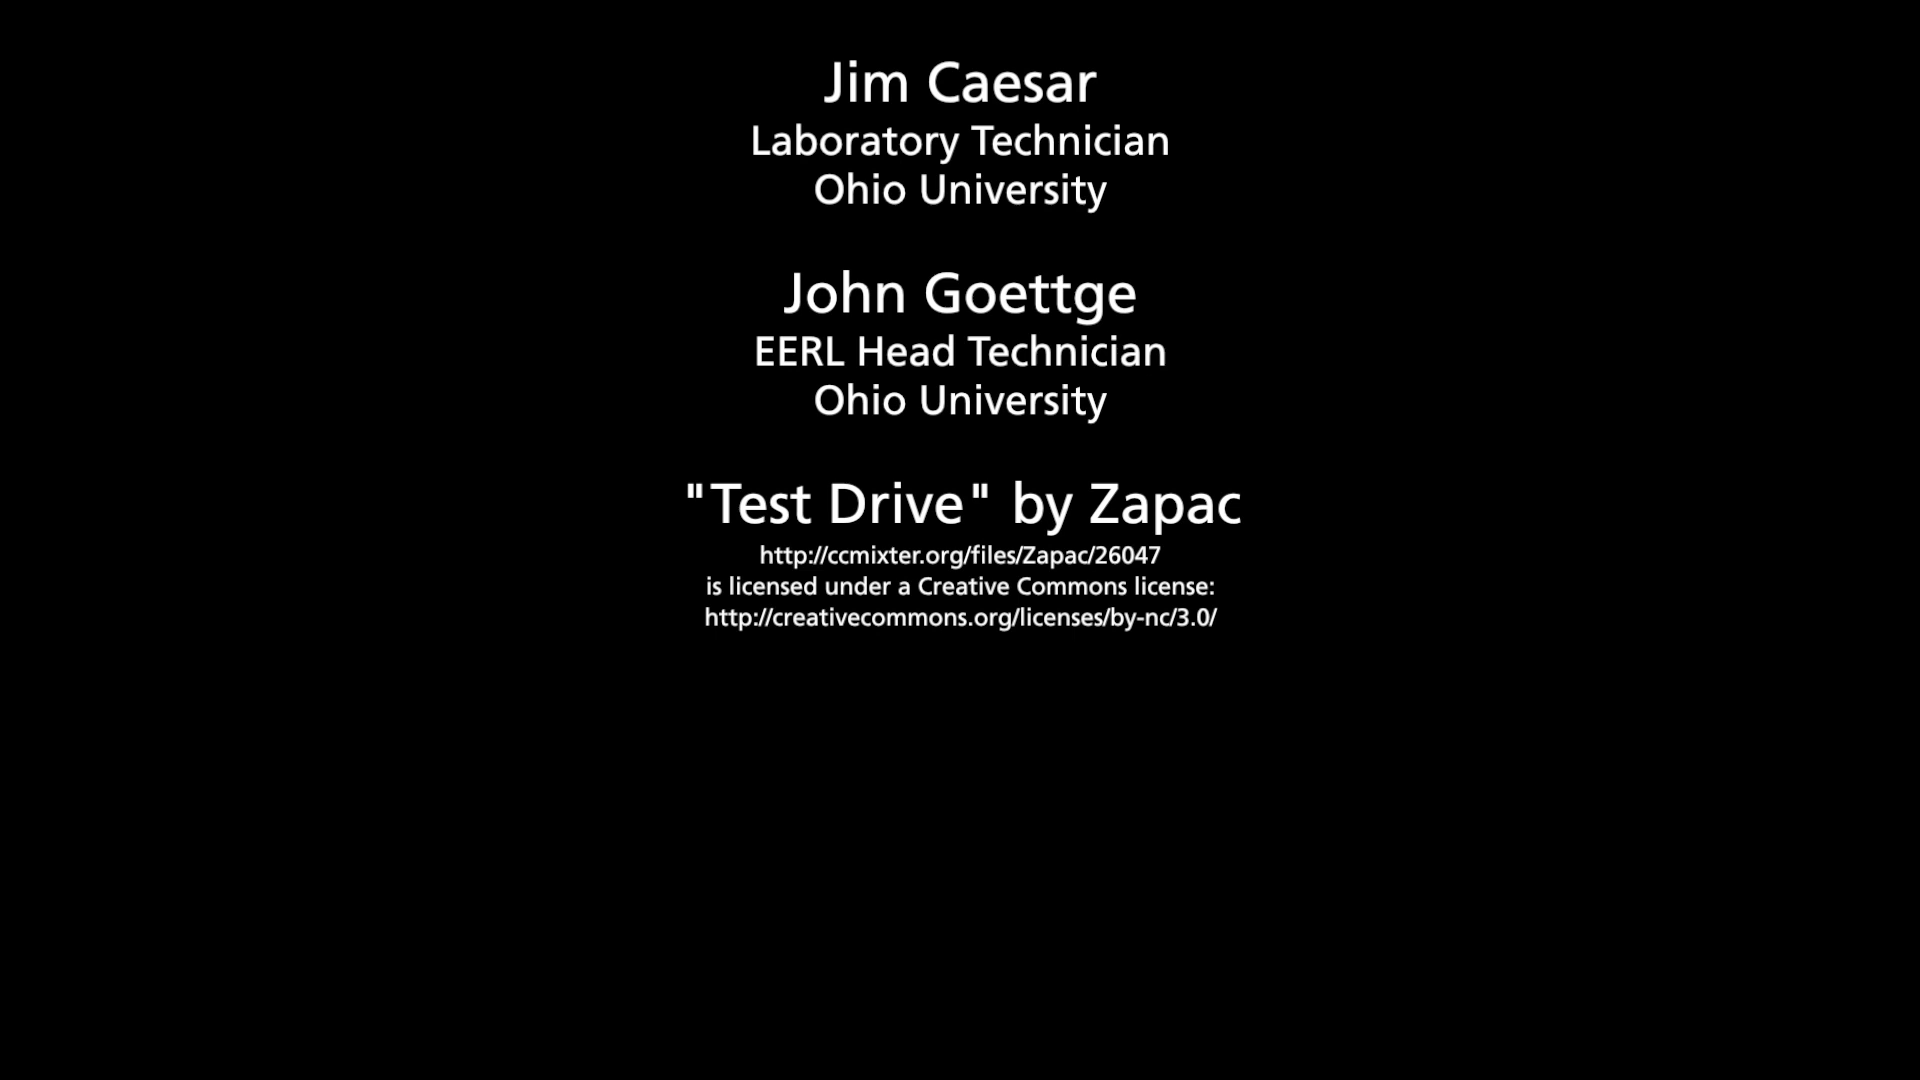 Jim Caesar
Laboratory Technician
Ohio University
John Goettge
EERL Head Technician
Ohio University
"Test Drive" by Zapac
http://ccmixter.org/files/Zapac/26047
is licensed under a Creative Commons license:
http://creativecommons.org/licenses/by-nc/3.0/